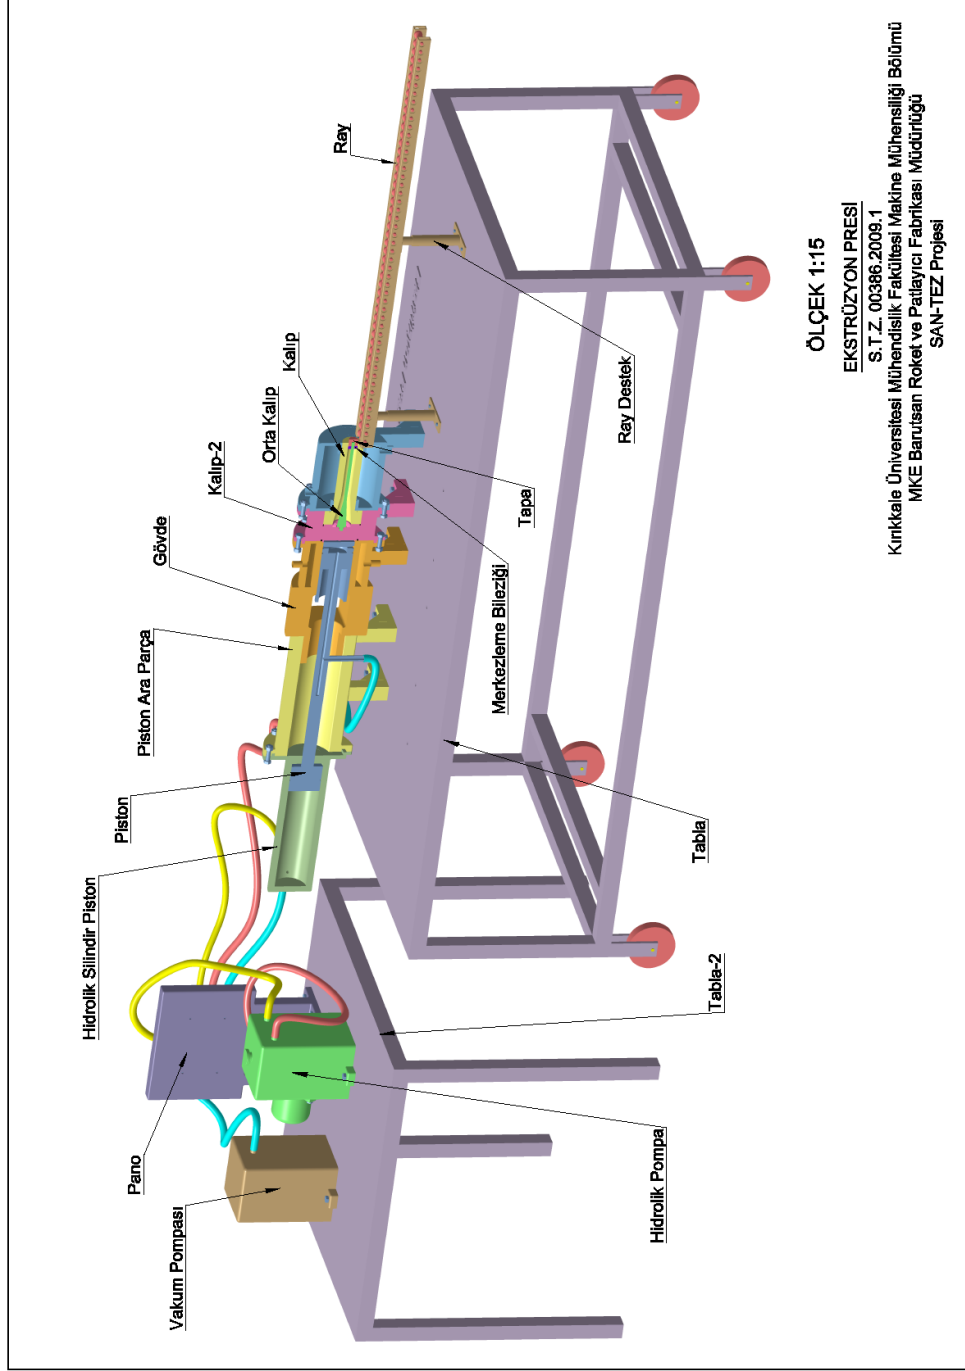 Vakum Pompası
Pano
Hidrolik Silindir Piston
Piston
Piston Ara Parça
Gövde
Kalıp-2
Orta Kalıp
Kalıp
Ray
Hidrolik Pompa
Tabla-2
Tabla
Merkezleme Bileziği
Tapa
Ray Destek
ÖLÇEK 1:15
EKSTRÜZYON PRESİ
S.T.Z. 00386.2009.1
Kırıkkale Üniversitesi Mühendislik Fakültesi Makine Mühensiliği Bölümü
MKE Barutsan Roket ve Patlayıcı Fabrikası Müdürlüğü
SAN-TEZ Projesi